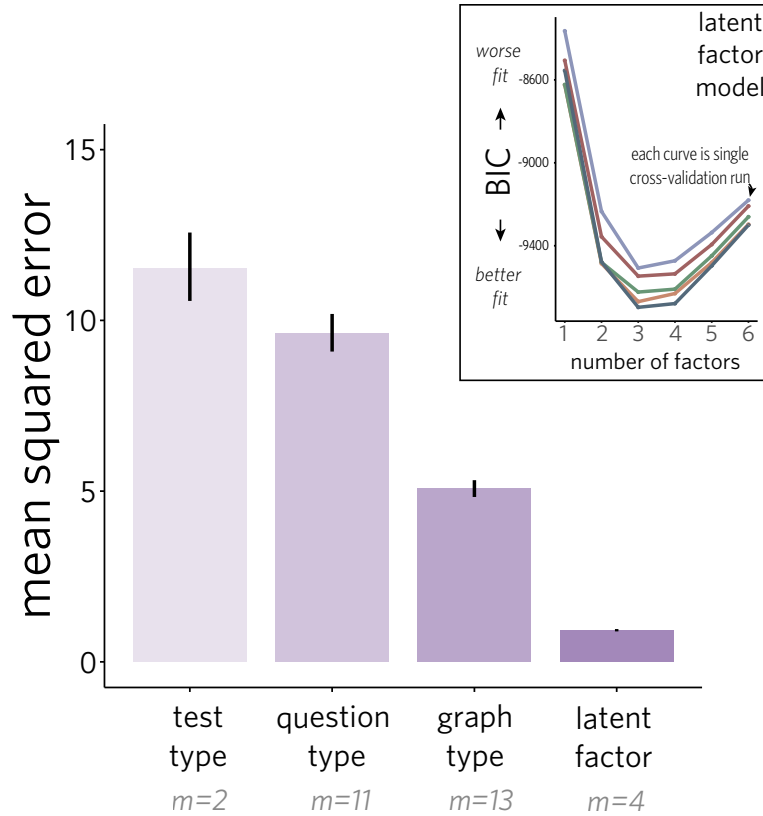 latent
factor
model
worse
fit
BIC
better
fit
-8600
-9000
-9400
each curve is single
cross-validation run
1 2 3 4 5 6
number of factors
mean squared error
15
10
5
0
test
type
m=2
question
type
m=11
graph
type
m=13
latent
factor
m=4